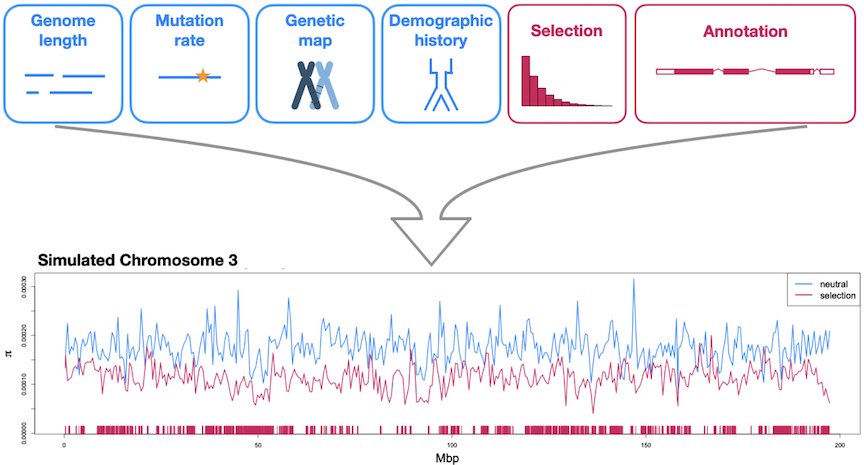 Genome
length
Mutation
rate
Genetic
map
Demographic
history
Selection
Annotation
Simulated Chromosome 3
neutral
selection
π
0.00030
0.00020
0.00010
0.00000
0
50
100
150
200
Mbp